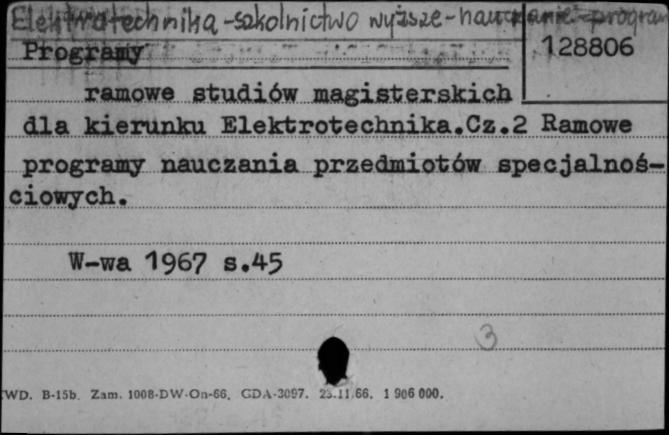 Elektrotechnika - szkolnictwo wyższe - nauczanie - program
Programy
128806
ramowe studiów magisterskich
dla kierunku Elektrotechnika.Cz.2 Ramowe
programy nauczania przedmiotów specjalnoś-
ciowych.
W-wa 1967 s.45
3
WD. B-15b. Zam. 1008-DW-On-66. GDA-3097. 23.11.66. 1 906 000.